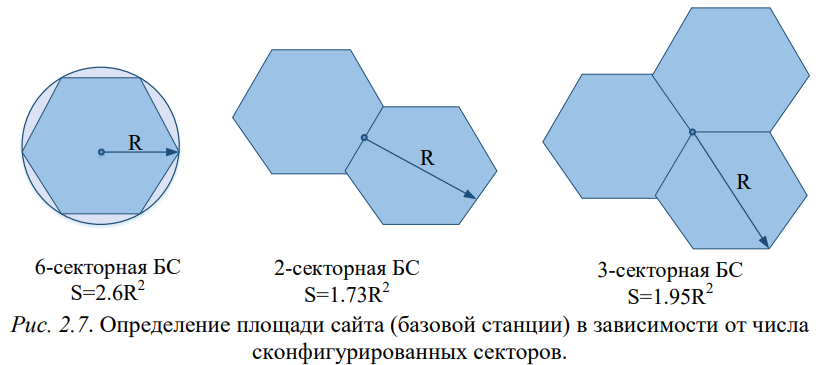 R
R
R
6-секторная БС
S=2.6R²
2-секторная БС
S=1.73R²
3-секторная БС
S=1.95R²
Рис. 2.7. Определение площади сайта (базовой станции) в зависимости от числа
сконфигурированных секторов.